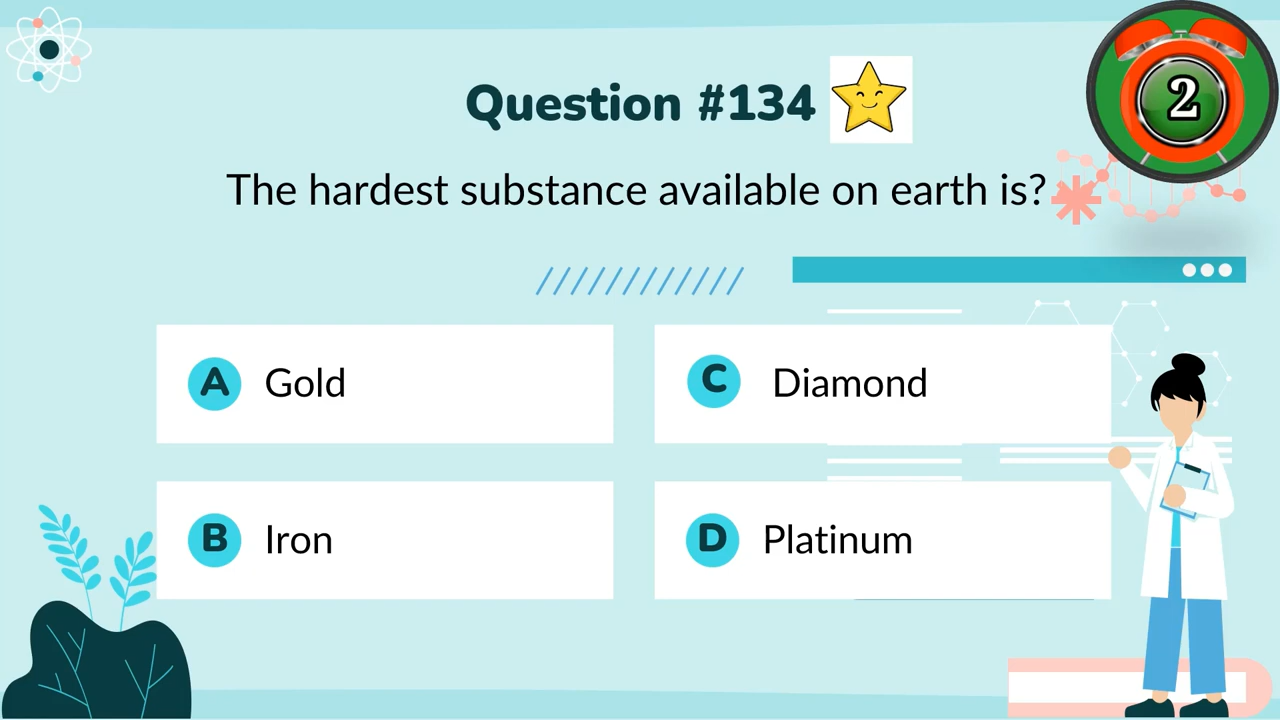 Question #134
2
The hardest substance available on earth is?
A Gold
C Diamond
B Iron
D Platinum